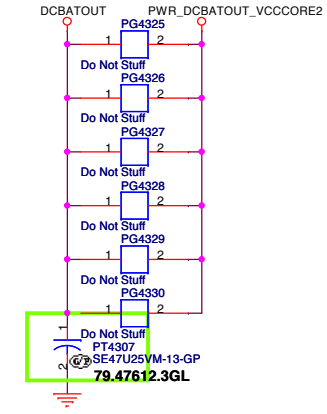 DCBATOUT PWR_DCBATOUT_VCCCORE2
PG4325
1 2
Do Not Stuff
PG4326
1 2
Do Not Stuff
PG4327
1 2
Do Not Stuff
PG4328
1 2
Do Not Stuff
PG4329
1 2
Do Not Stuff
PG4330
1 2
Do Not Stuff
1
PT4307
SE47U25VM-13-GP
2
79.47612.3GL